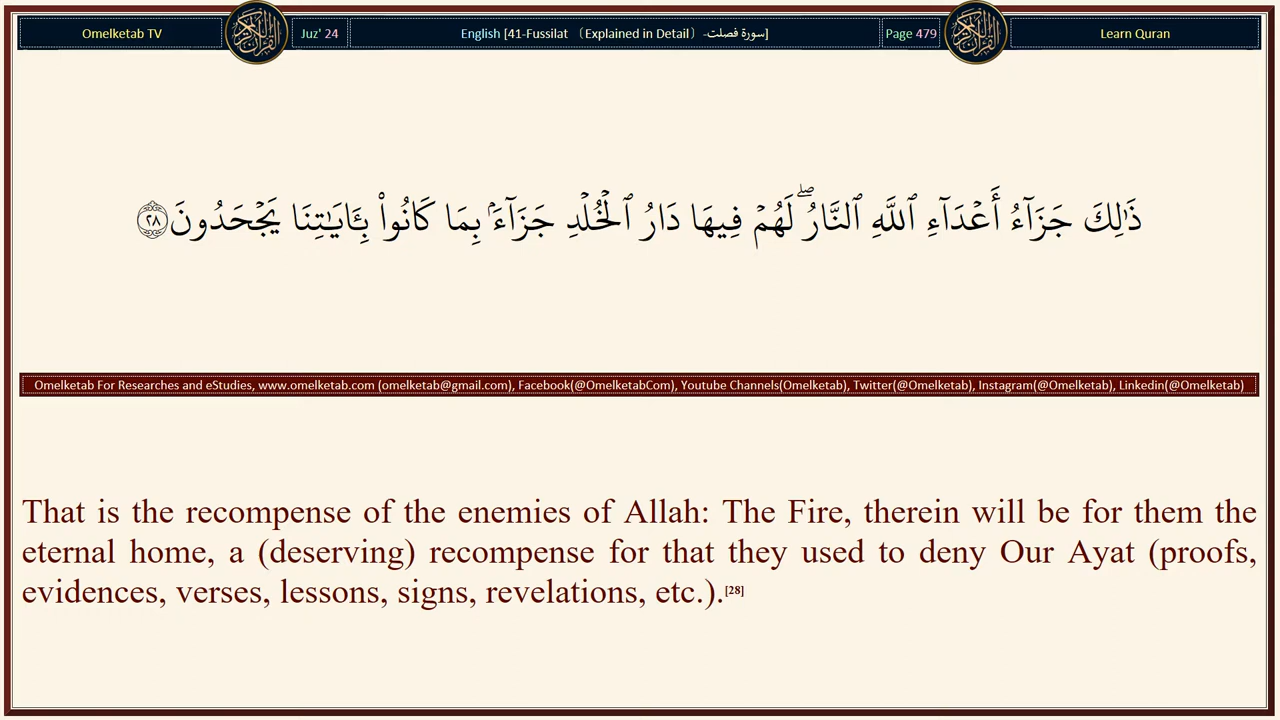 Omelketab TV
Juz' 24
English [41-Fussilat (Explained in Detail) -سورة فصلت]
Page 479
Learn Quran
ذَٰلِكَ جَزَآءُ أَعۡدَآءِ ٱللَّهِ ٱلنَّارُۖ لَهُمۡ فِيهَا دَارُ ٱلۡخُلۡدِ جَزَآءَۢ بِمَا كَانُواْ بِـَٔايَٰتِنَا يَجۡحَدُونَ ٢٨
Omelketab For Researches and eStudies, www.omelketab.com (omelketab@gmail.com), Facebook(@OmelketabCom), Youtube Channels(Omelketab), Twitter(@Omelketab), Instagram(@Omelketab), Linkedin(@Omelketab)
That is the recompense of the enemies of Allah: The Fire, therein will be for them the
eternal home, a (deserving) recompense for that they used to deny Our Ayat (proofs,
evidences, verses, lessons, signs, revelations, etc.).[28]